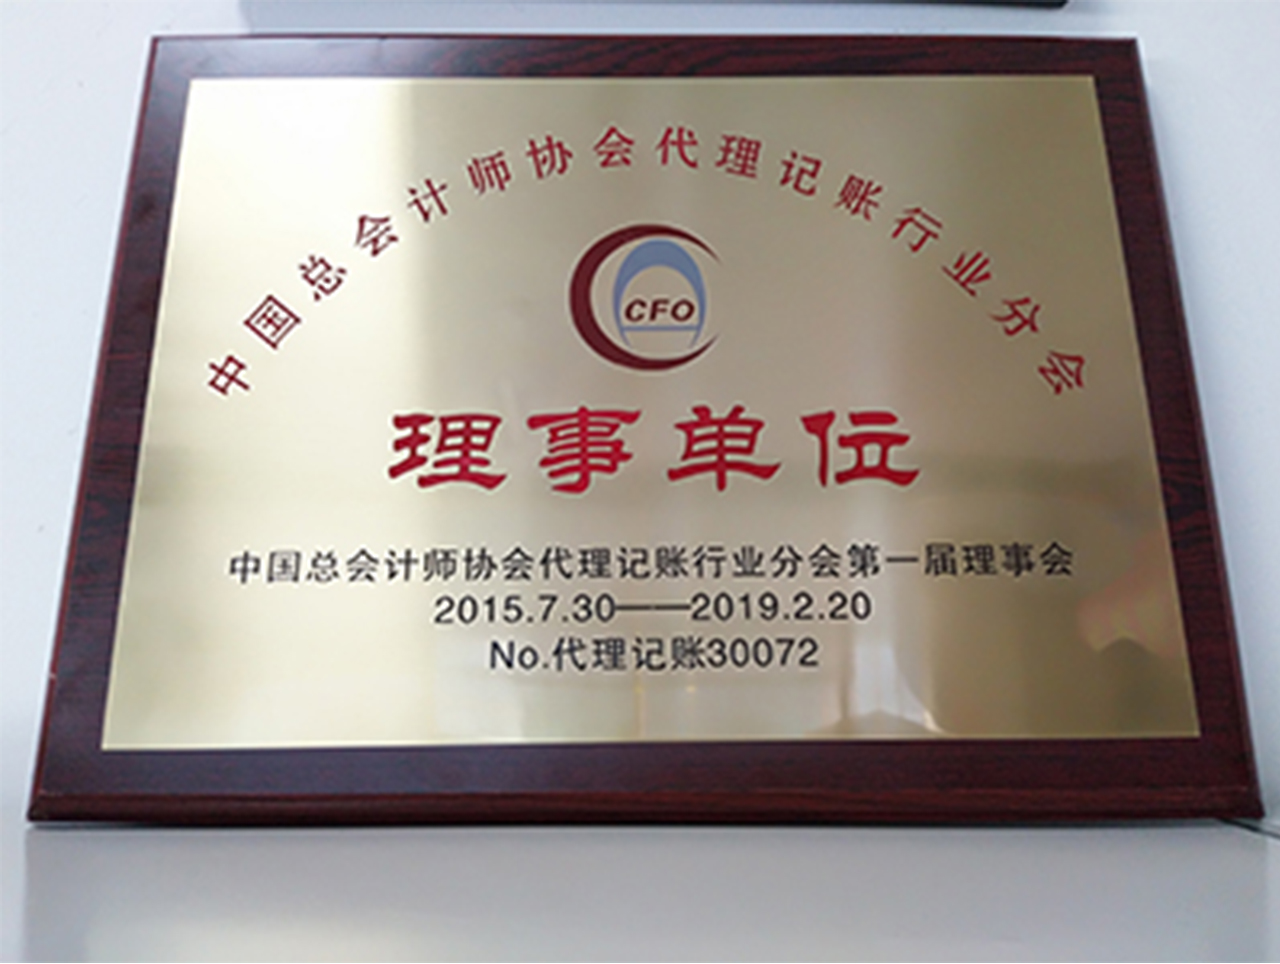 中国总会计师协会代理记账行业分会
CFO
理事单位
中国总会计师协会代理记账行业分会第一届理事会
2015.7.30——2019.2.20
No.代理记账30072